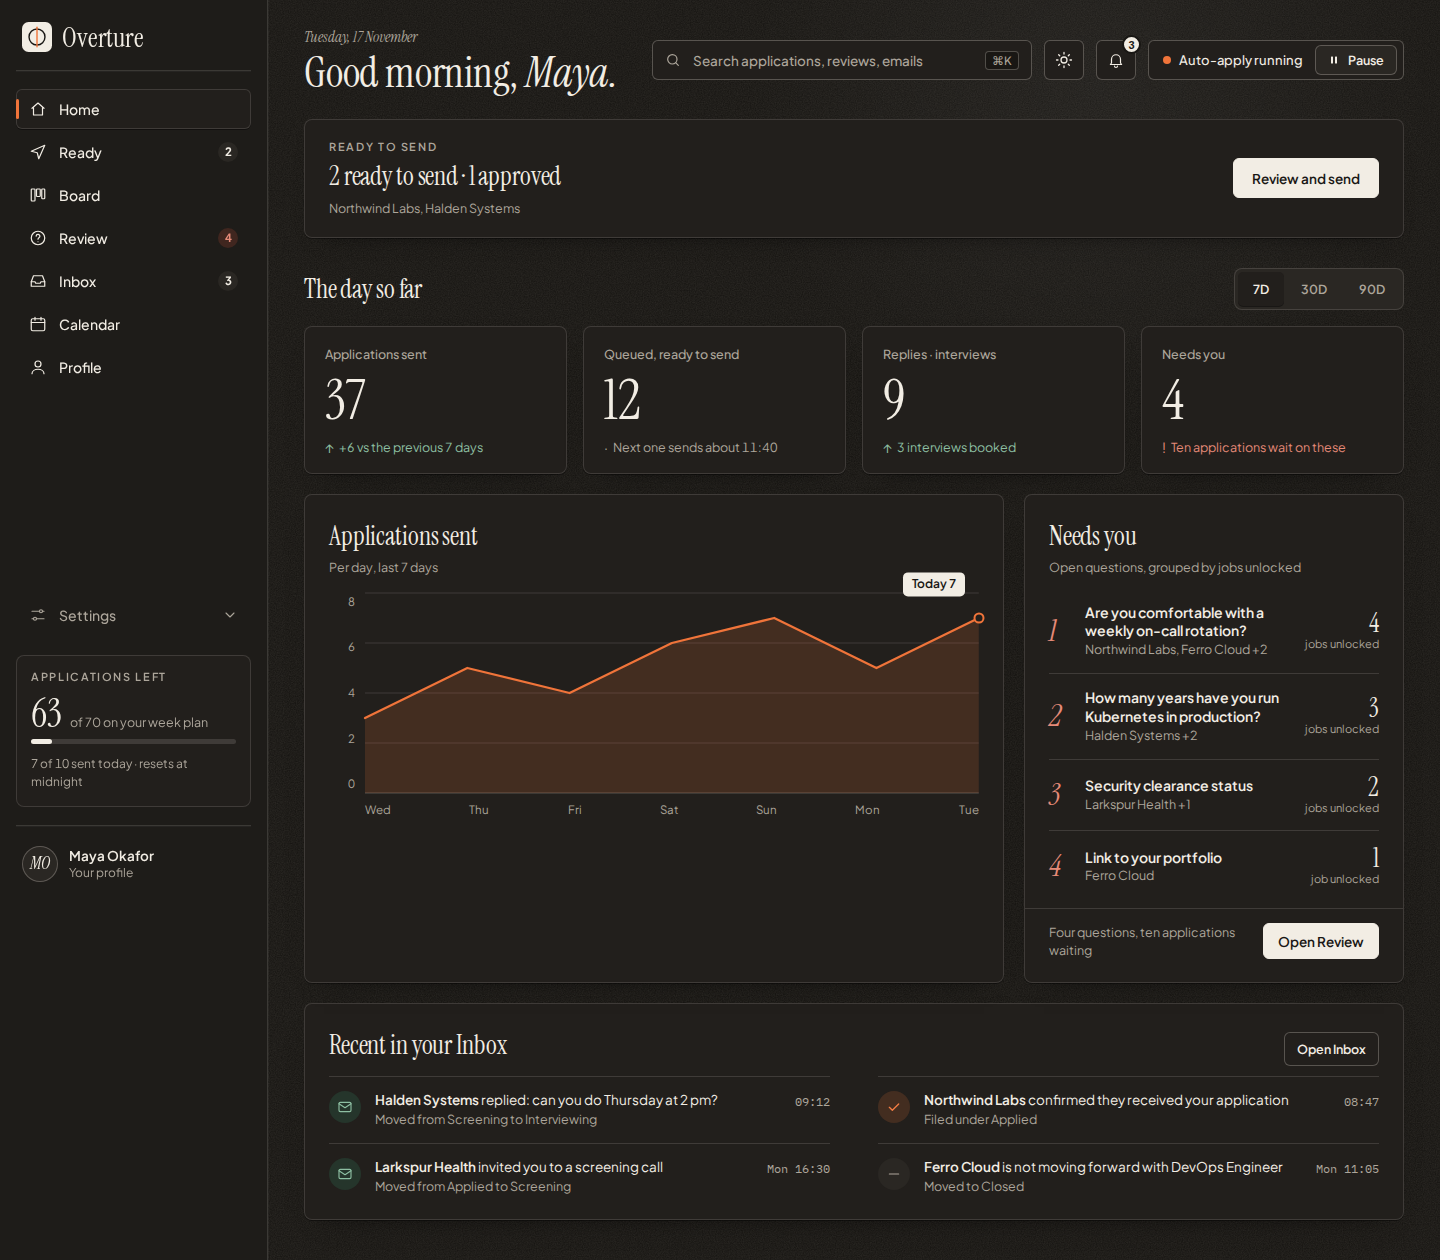 Overture
Home
Ready 2
Board
Review 4
Inbox 3
Calendar
Profile
Settings
APPLICATIONS LEFT
63 of 70 on your week plan
7 of 10 sent today · resets at
midnight
MO
Maya Okafor
Your profile
Tuesday, 17 November
Good morning, Maya.
Search applications, reviews, emails ⌘K
3
Auto-apply running
Pause
READY TO SEND
2 ready to send · 1 approved
Northwind Labs, Halden Systems
Review and send
The day so far
7D 30D 90D
Applications sent
37
↑ +6 vs the previous 7 days
Queued, ready to send
12
· Next one sends about 11:40
Replies · interviews
9
↑ 3 interviews booked
Needs you
4
! Ten applications wait on these
Applications sent
Per day, last 7 days
Today 7
8
6
4
2
0
Wed Thu Fri Sat Sun Mon Tue
Needs you
Open questions, grouped by jobs unlocked
1
Are you comfortable with a
weekly on-call rotation?
Northwind Labs, Ferro Cloud +2
4
jobs unlocked
2
How many years have you run
Kubernetes in production?
Halden Systems +2
3
jobs unlocked
3
Security clearance status
Larkspur Health +1
2
jobs unlocked
4
Link to your portfolio
Ferro Cloud
1
job unlocked
Four questions, ten applications
waiting
Open Review
Recent in your Inbox
Open Inbox
Halden Systems replied: can you do Thursday at 2 pm? 09:12
Moved from Screening to Interviewing
Northwind Labs confirmed they received your application 08:47
Filed under Applied
Larkspur Health invited you to a screening call Mon 16:30
Moved from Applied to Screening
Ferro Cloud is not moving forward with DevOps Engineer Mon 11:05
Moved to Closed